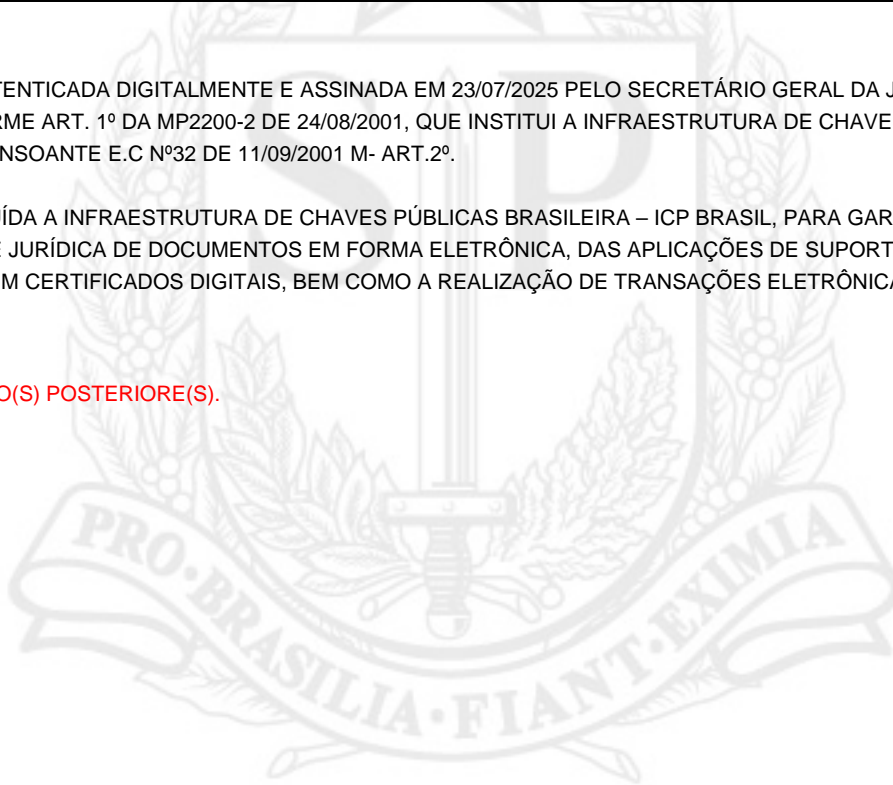 TENTICADA DIGITALMENTE E ASSINADA EM 23/07/2025 PELO SECRETÁRIO GERAL DA J
RME ART. 1º DA MP2200-2 DE 24/08/2001, QUE INSTITUI A INFRAESTRUTURA DE CHAVE
NSOANTE E.C Nº32 DE 11/09/2001 M- ART.2º.
ÍDA A INFRAESTRUTURA DE CHAVES PÚBLICAS BRASILEIRA – ICP BRASIL, PARA GAR
E JURÍDICA DE DOCUMENTOS EM FORMA ELETRÔNICA, DAS APLICAÇÕES DE SUPORT
M CERTIFICADOS DIGITAIS, BEM COMO A REALIZAÇÃO DE TRANSAÇÕES ELETRÔNICA
O(S) POSTERIORE(S).
SP
PRO·BRASILIA·FIANT·EXIMIA